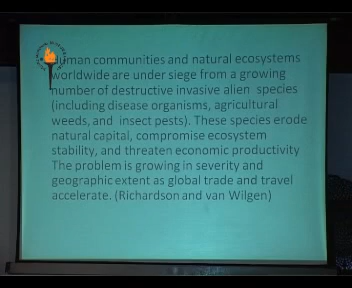 Human communities and natural ecosystems
worldwide are under siege from a growing
number of destructive invasive alien species
(including disease organisms, agricultural
weeds, and insect pests). These species erode
natural capital, compromise ecosystem
stability, and threaten economic productivity
The problem is growing in severity and
geographic extent as global trade and travel
accelerate. (Richardson and van Wilgen)